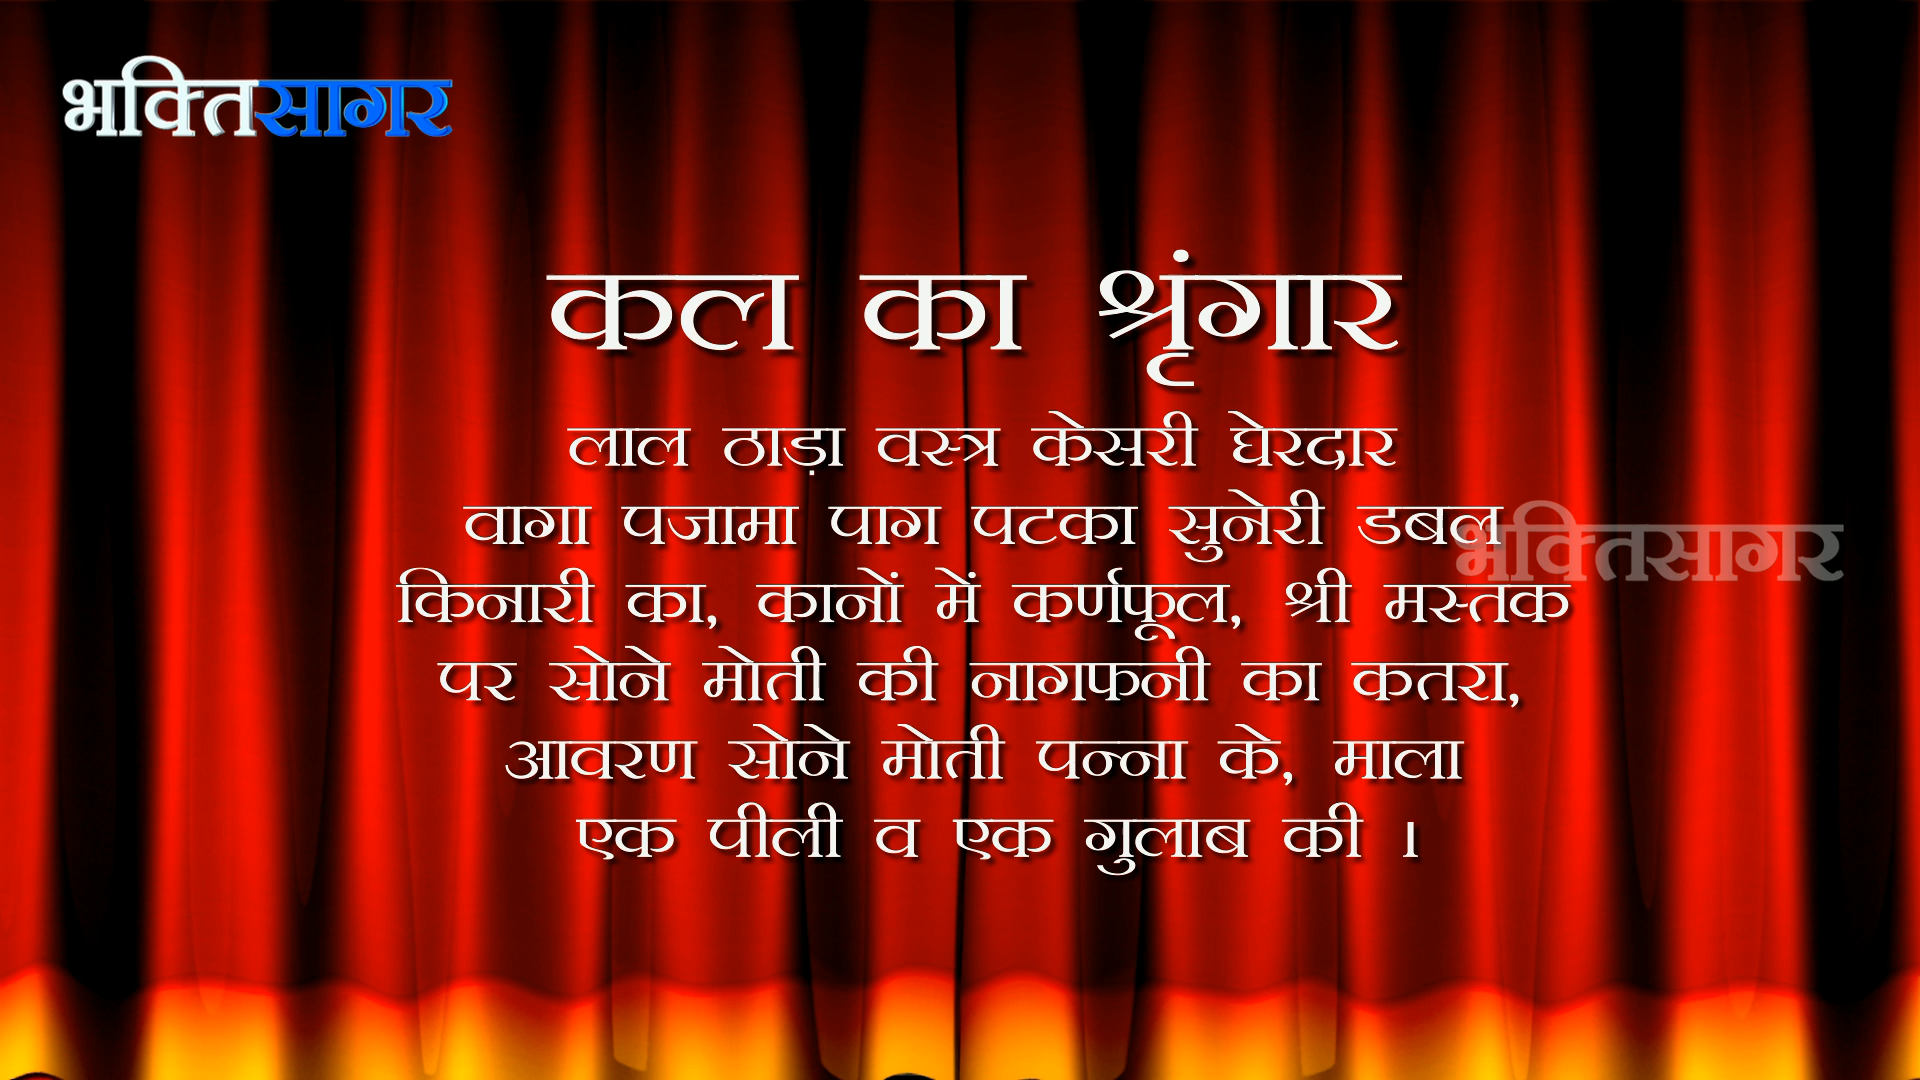 भक्तिसागर
कल का श्रृंगार
लाल ठाड़ा वस्त्र केसरी घेरदार
वागा पजामा पाग पटका सुनेरी डबल
भक्तिसागर
किनारी का, कानों में कर्णफूल, श्री मस्तक
पर सोने मोती की नागफनी का कतरा,
आवरण सोने मोती पन्ना के, माला
एक पीली व एक गुलाब की ।